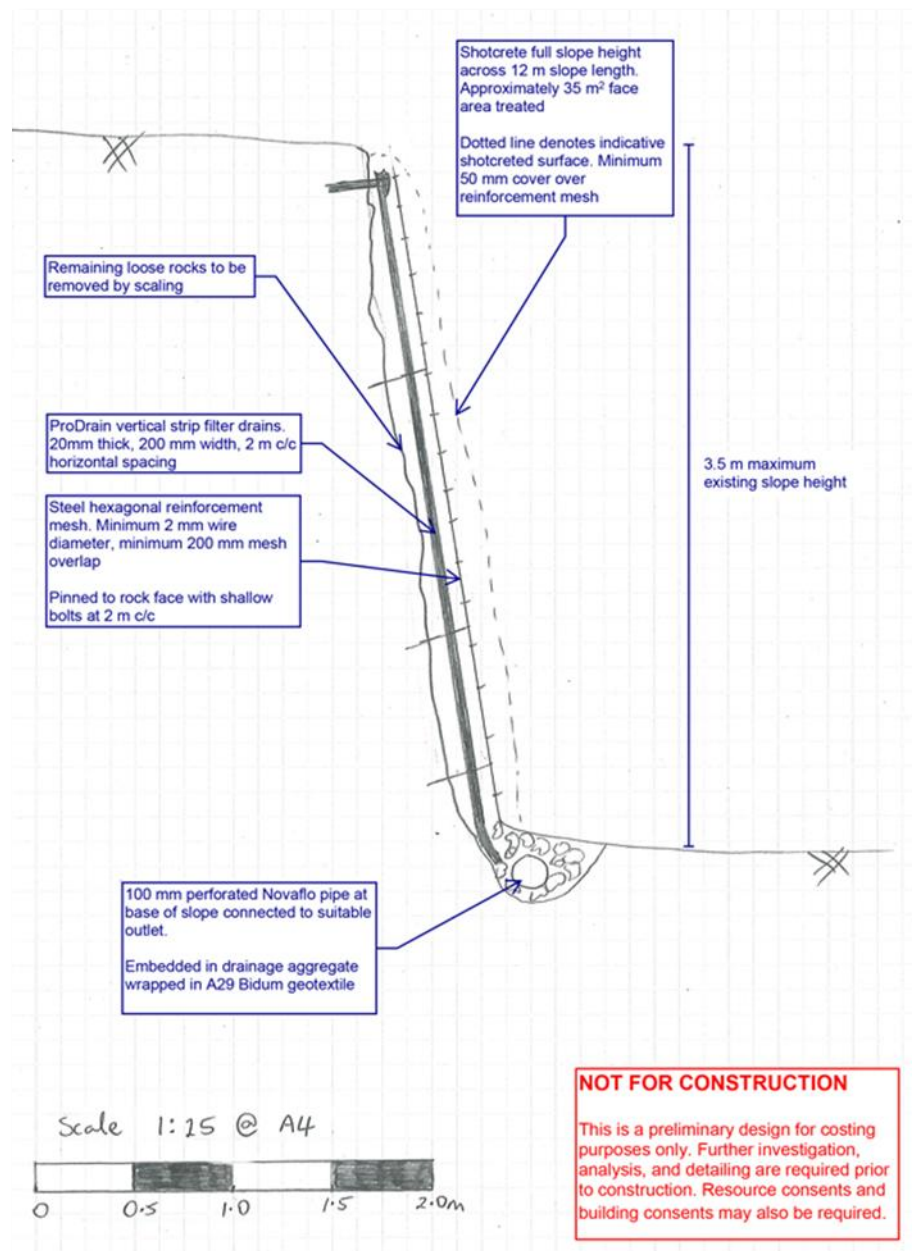 Shotcrete full slope height
across 12 m slope length.
Approximately 35 m² face
area treated
Dotted line denotes indicative
shotcreted surface. Minimum
50 mm cover over
reinforcement mesh
Remaining loose rocks to be
removed by scaling
ProDrain vertical strip filter drains.
20mm thick, 200 mm width, 2 m c/c
horizontal spacing
3.5 m maximum
existing slope height
Steel hexagonal reinforcement
mesh. Minimum 2 mm wire
diameter, minimum 200 mm mesh
overlap
Pinned to rock face with shallow
bolts at 2 m c/c
100 mm perforated Novaflo pipe at
base of slope connected to suitable
outlet.
Embedded in drainage aggregate
wrapped in A29 Bidum geotextile
Scale 1:25 @ A4
0 0.5 1.0 1.5 2.0m
NOT FOR CONSTRUCTION
This is a preliminary design for costing
purposes only. Further investigation,
analysis, and detailing are required prior
to construction. Resource consents and
building consents may also be required.